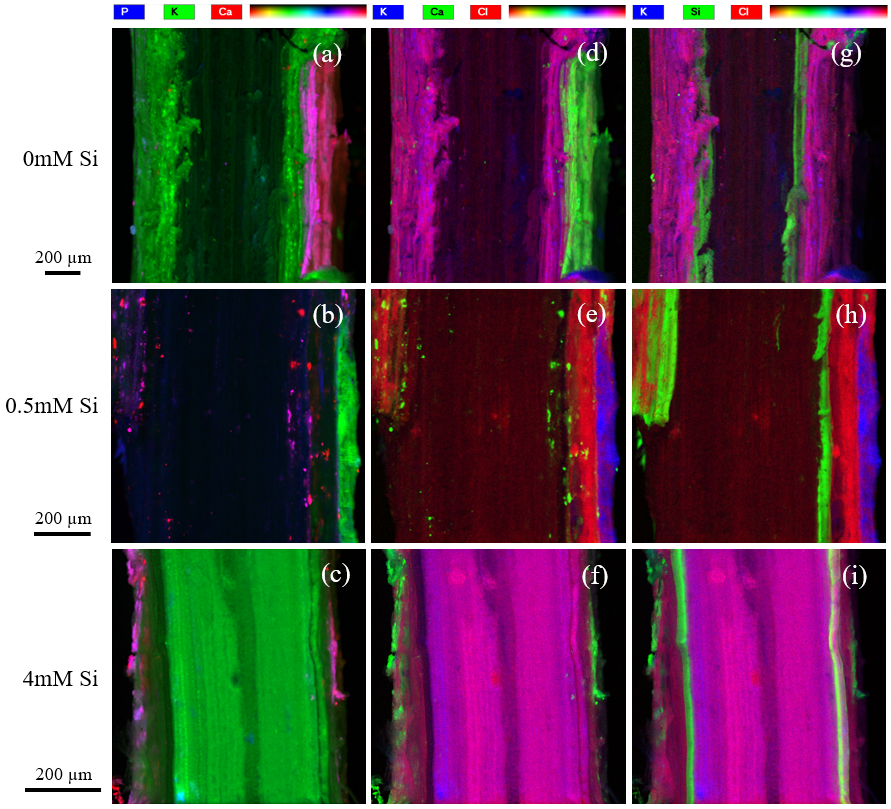 P K Ca K Ca Cl K Si Cl
(a) (d) (g)
0mM Si
200 µm
(b) (e) (h)
0.5mM Si
200 µm
(c) (f) (i)
4mM Si
200 µm